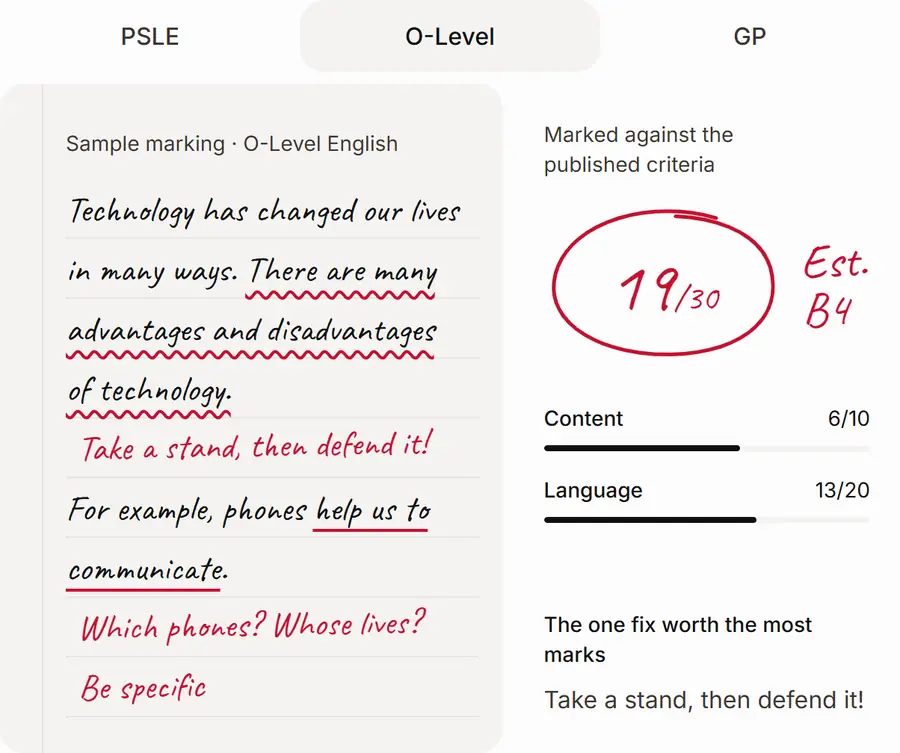 PSLE
O-Level
GP
Sample marking · O-Level English
Technology has changed our lives
in many ways. There are many
advantages and disadvantages
of technology.
Take a stand, then defend it!
For example, phones help us to
communicate.
Which phones? Whose lives?
Be specific
Marked against the
published criteria
19/30
Est.
B4
Content 6/10
Language 13/20
The one fix worth the most
marks
Take a stand, then defend it!